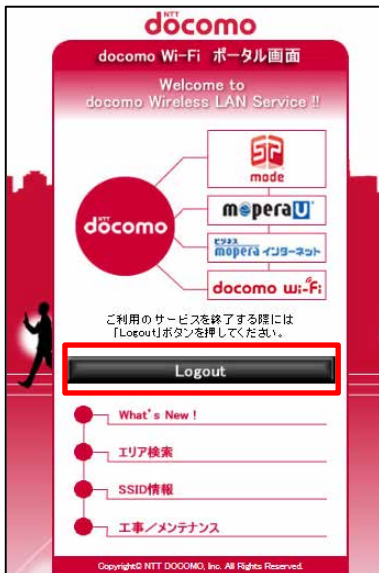 NTT
docomo
docomo Wi-Fi ポータル画面
Welcome to
docomo Wireless LAN Service !!
SP
mode
NTT
docomo
mopera U
ビジネス
mopera インターネット
docomo Wi-Fi
ご利用のサービスを終了する際には
「Logout」ボタンを押してください。
Logout
What's New !
エリア検索
SSID情報
工事/メンテナンス
Copyright© NTT DOCOMO, Inc. All Rights Reserved.